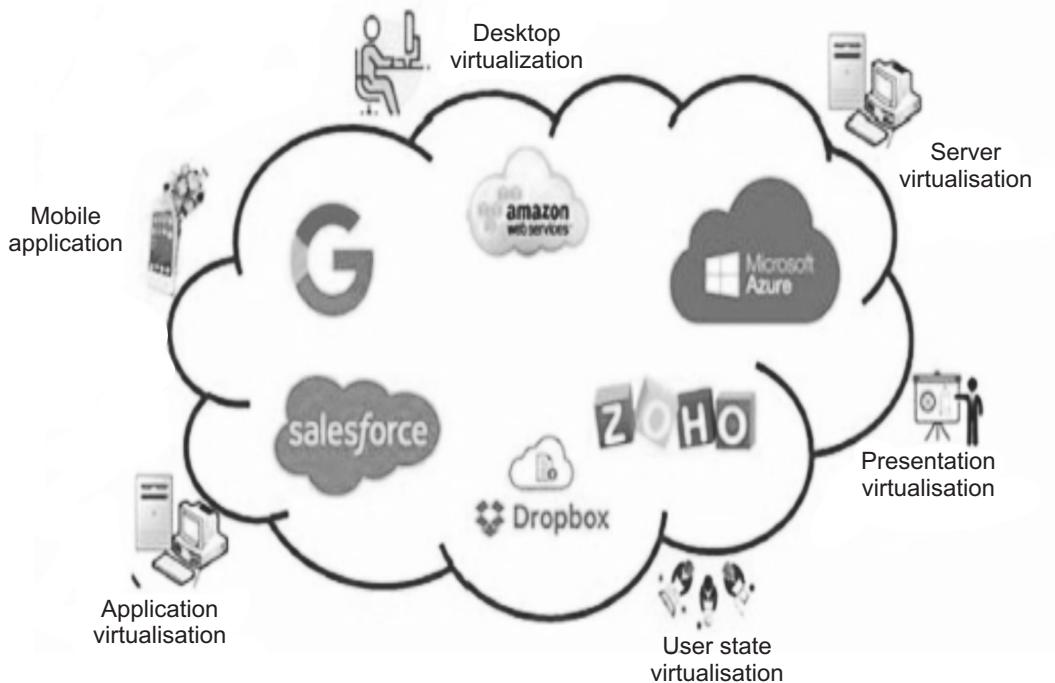 Desktop
virtualization
Server
virtualisation
Mobile
application
amazon
web services
Microsoft
Azure
salesforce
ZOHO
Dropbox
Presentation
virtualisation
Application
virtualisation
User state
virtualisation